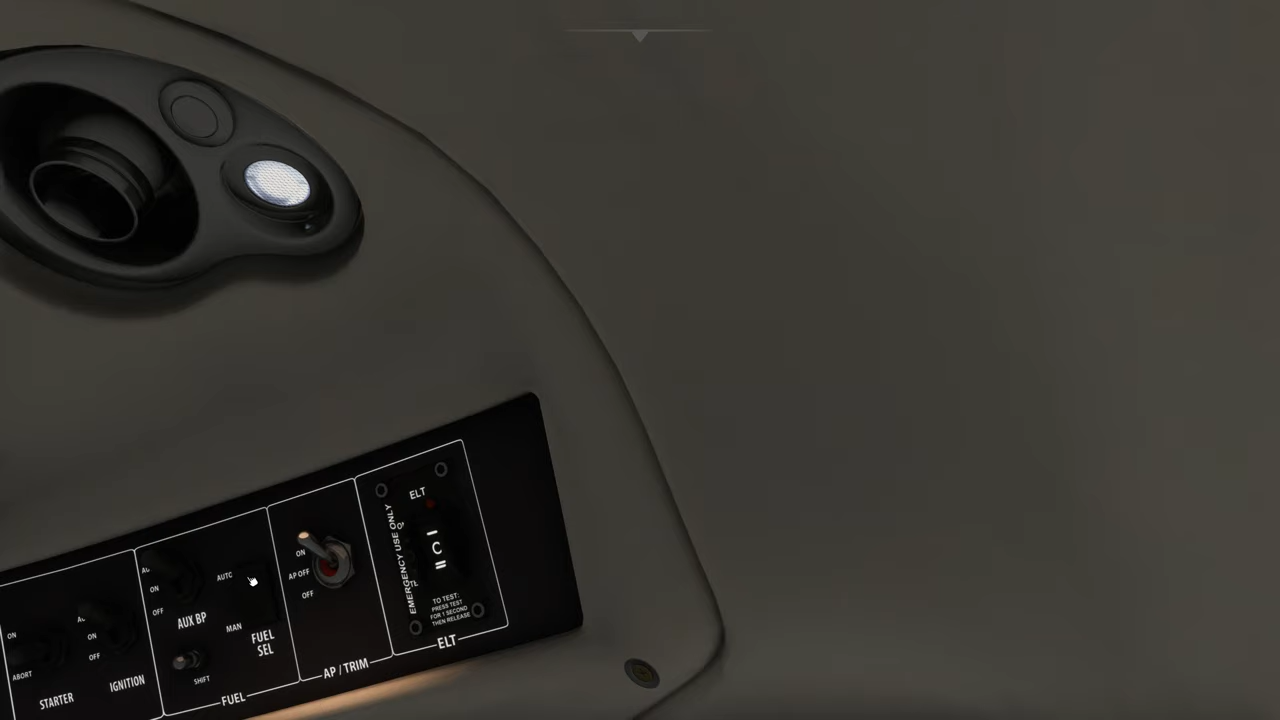 ON
ABORT
STARTER
ON
OFF
IGNITION
ON
OFF
AUX BP
SHIFT
AUTO
MAN
FUEL
SEL
FUEL
ON
AP OFF
OFF
AP / TRIM
ELT
EMERGENCY USE ONLY
TO TEST:
PRESS TEST
FOR 1 SECOND
THEN RELEASE
ELT